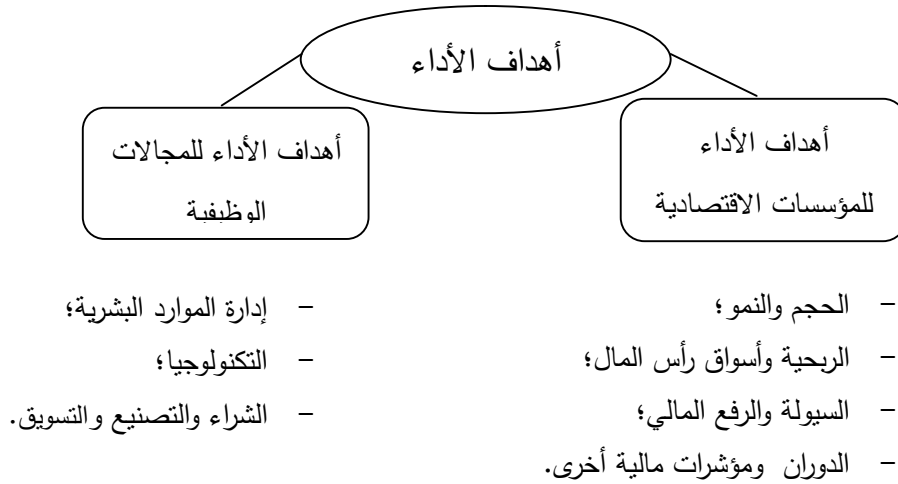 أهداف الأداء
أهداف الأداء
للمؤسسات الاقتصادية
أهداف الأداء للمجالات
الوظيفية
- الحجم والنمو؛
- الربحية وأسواق رأس المال؛
- السيولة والرفع المالي؛
- الدوران ومؤشرات مالية أخرى.
- إدارة الموارد البشرية؛
- التكنولوجيا؛
- الشراء والتصنيع والتسويق.